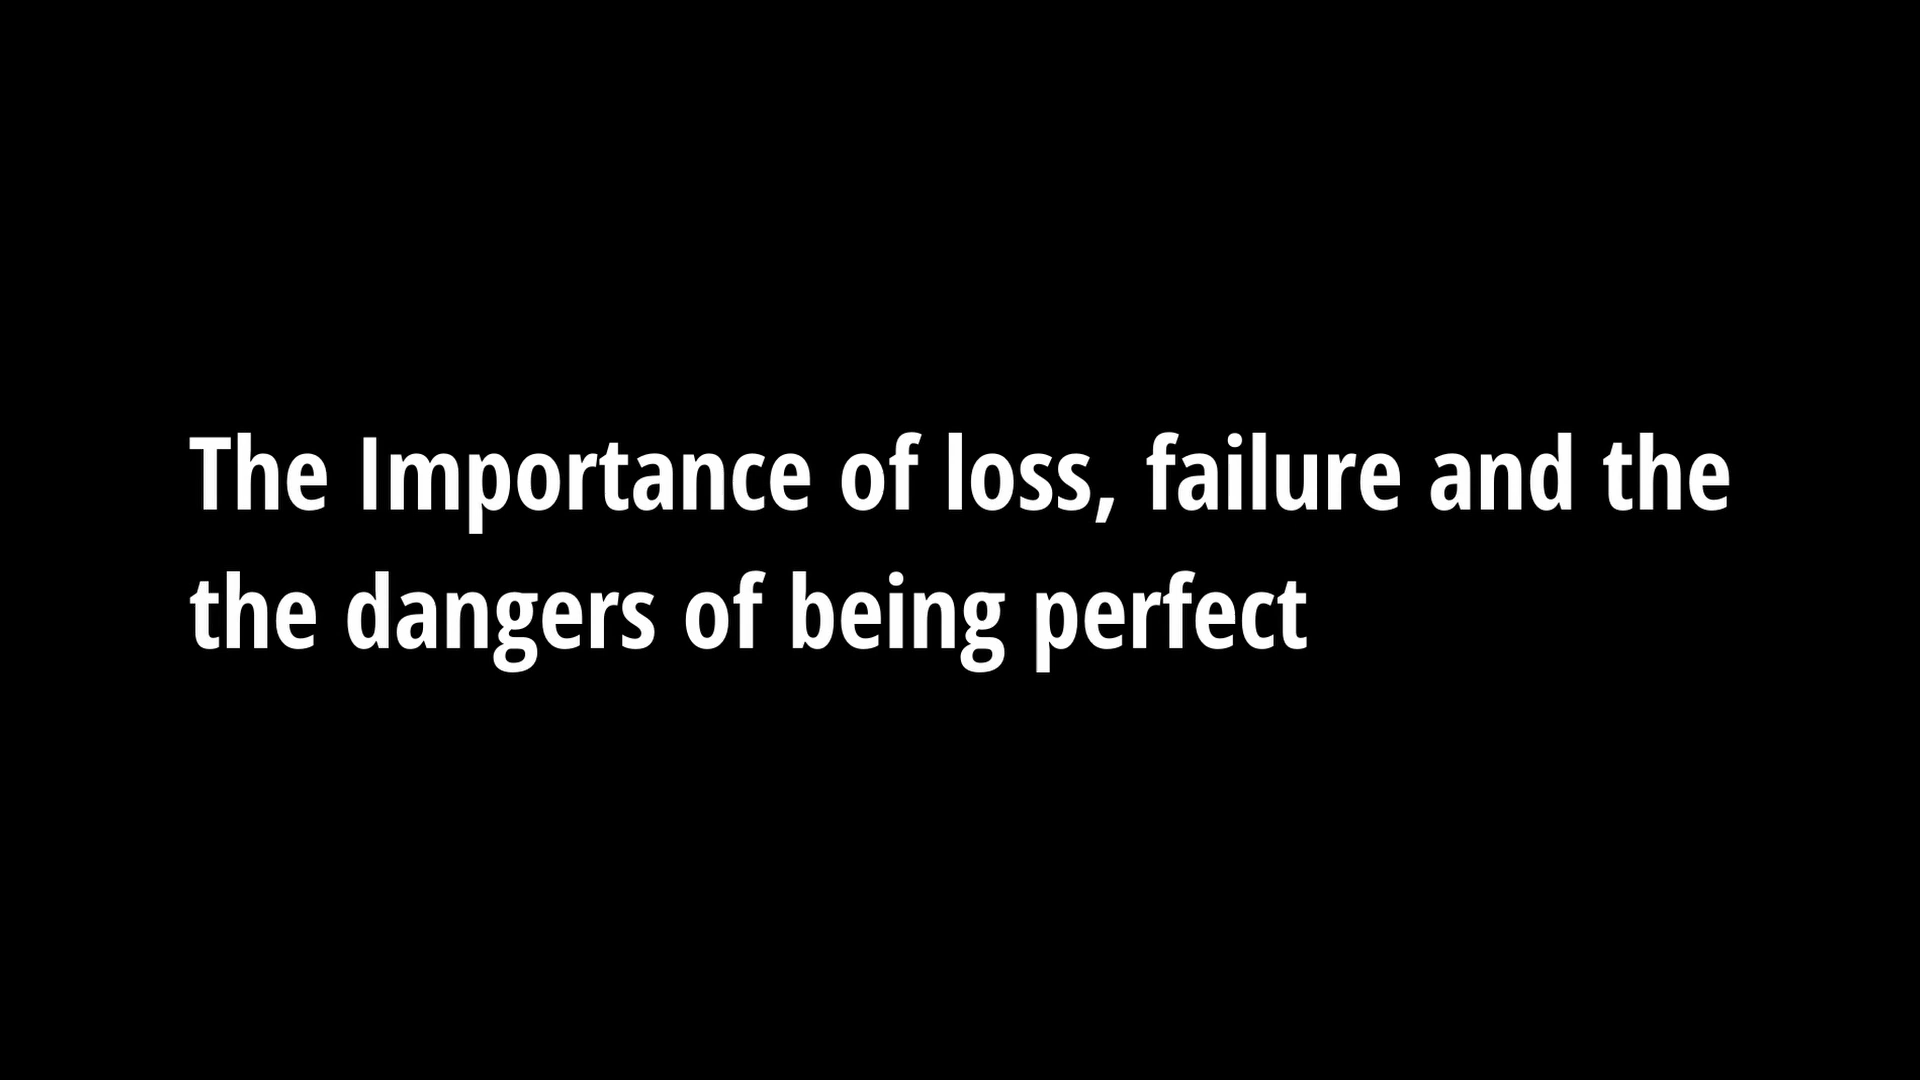 The Importance of loss, failure and the
the dangers of being perfect